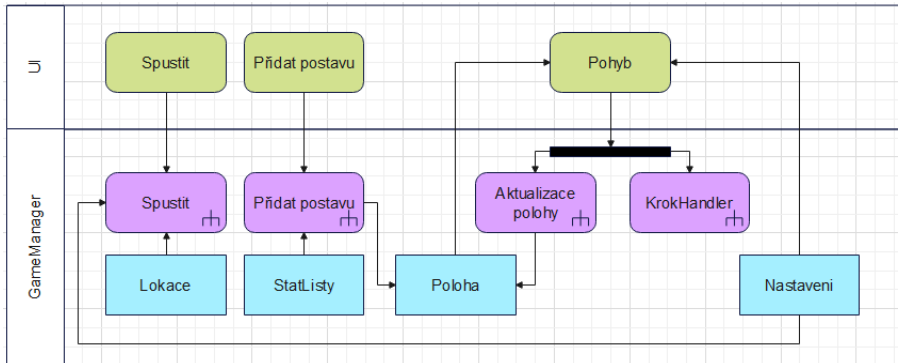 UI
Spustit
Přidat postavu
Pohyb
GameManager
Spustit
Přidat postavu
Aktualizace
polohy
KrokHandler
Lokace
StatListy
Poloha
Nastaveni